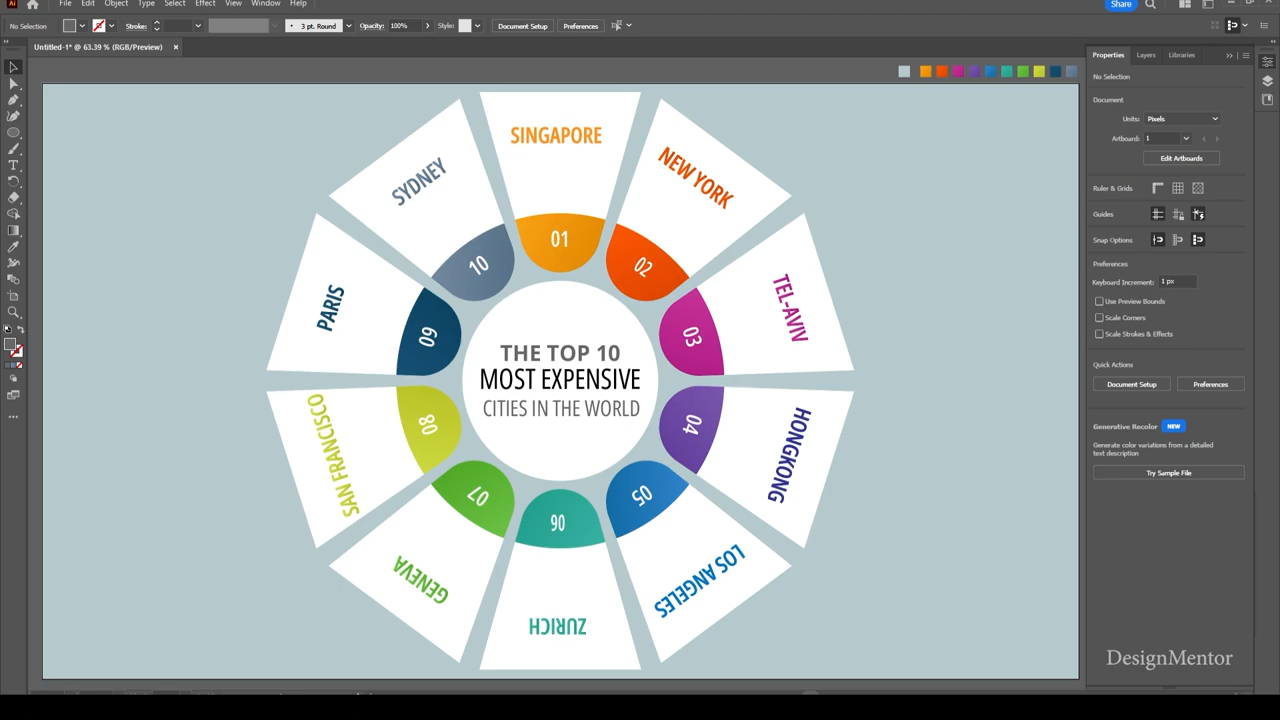 Ai
File Edit Object Type Select Effect View Window Help
Share
No Selection
Stroke:
3 pt. Round
Opacity: 100%
Style:
Document Setup
Preferences
Untitled-1* @ 63.39 % (RGB/Preview) ×
Properties Layers Libraries
No Selection
Document
Units: Pixels
Artboard: 1
Edit Artboards
Ruler & Grids
Guides
Snap Options
Preferences
Keyboard Increment: 1 px
Use Preview Bounds
Scale Corners
Scale Strokes & Effects
Quick Actions
Document Setup Preferences
Generative Recolor NEW
Generate color variations from a detailed
text description
Try Sample File
DesignMentor
SINGAPORE
01
NEW YORK
02
TEL-AVIV
03
HONGKONG
04
LOS ANGELES
05
ZURICH
06
GENEVA
07
SAN FRANCISCO
08
PARIS
09
SYDNEY
10
THE TOP 10
MOST EXPENSIVE
CITIES IN THE WORLD